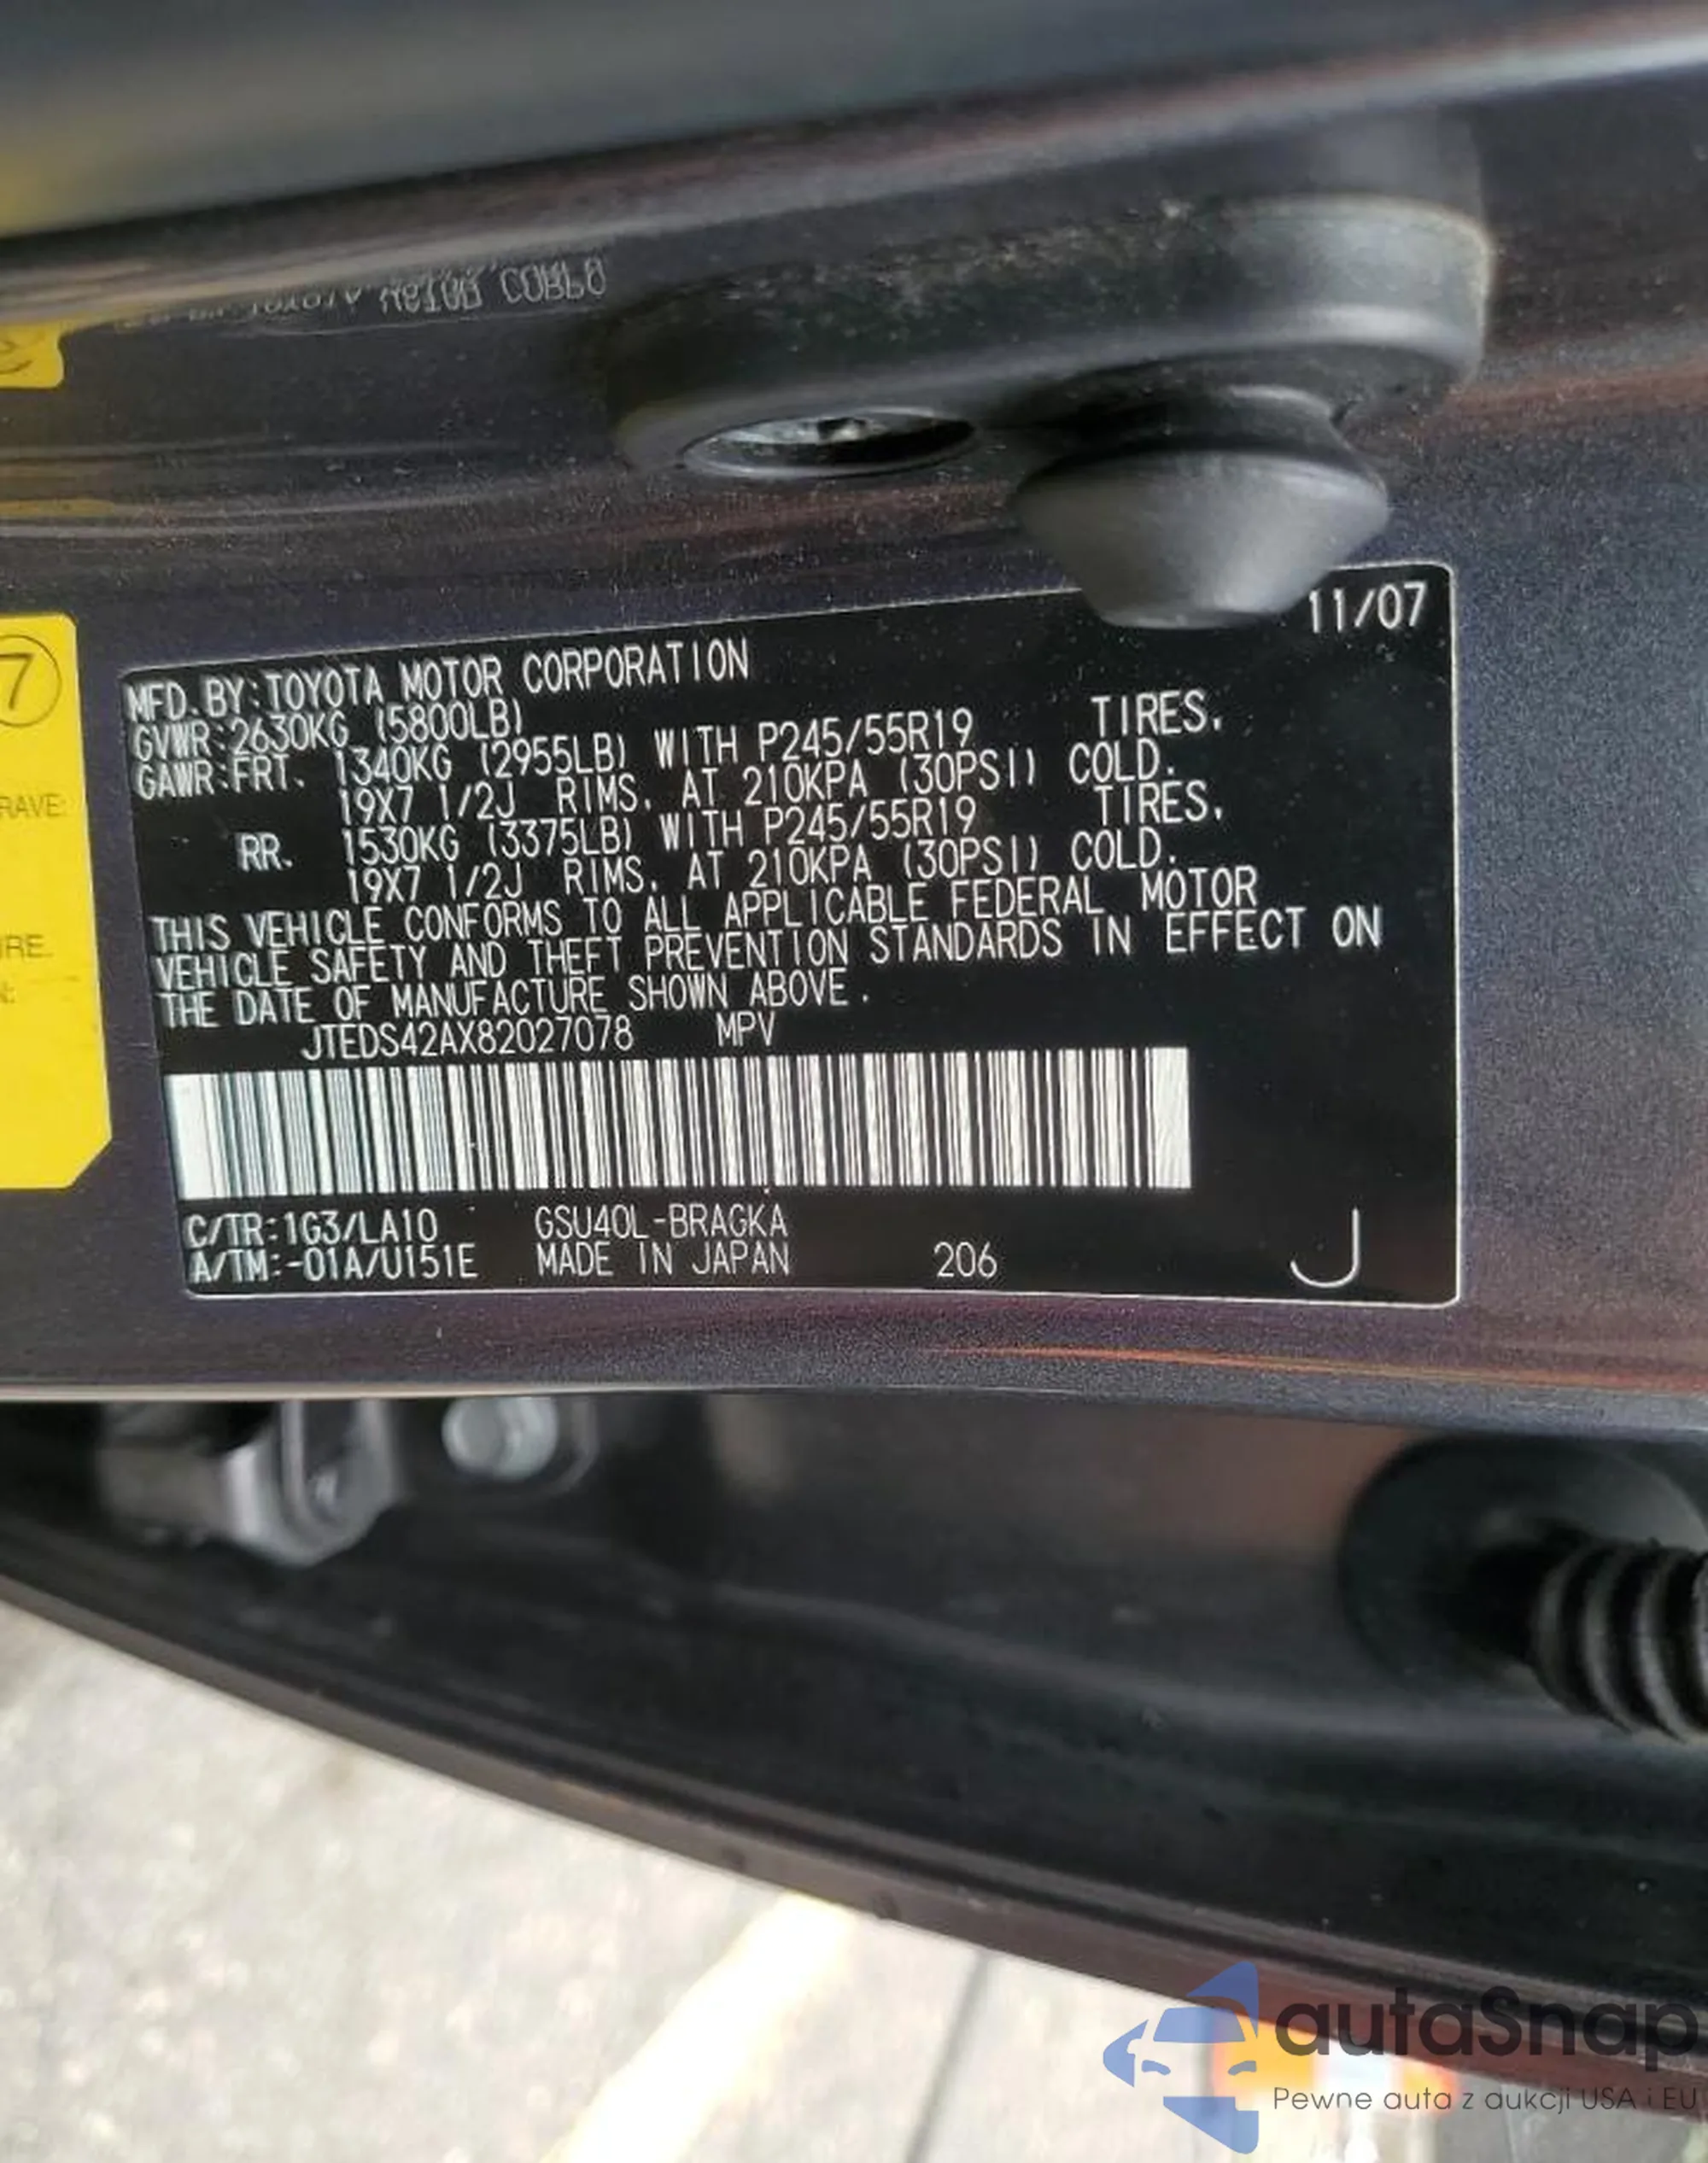 11/07
MFD. BY:TOYOTA MOTOR CORPORATION
GVWR:2630KG (5800LB)
GAWR:FRT. 1340KG (2955LB) WITH P245/55R19 TIRES.
19X7 1/2J RIMS. AT 210KPA (30PSI) COLD.
RR. 1530KG (3375LB) WITH P245/55R19 TIRES.
19X7 1/2J RIMS. AT 210KPA (30PSI) COLD.
THIS VEHICLE CONFORMS TO ALL APPLICABLE FEDERAL MOTOR
VEHICLE SAFETY AND THEFT PREVENTION STANDARDS IN EFFECT ON
THE DATE OF MANUFACTURE SHOWN ABOVE.
JTEDS42AX82027078 MPV
C/TR:1G3/LA10 GSU40L-BRAGKA
A/TM:-01A/U151E MADE IN JAPAN 206 J
7
autaSnap
Pewne auta z aukcji USA i EU